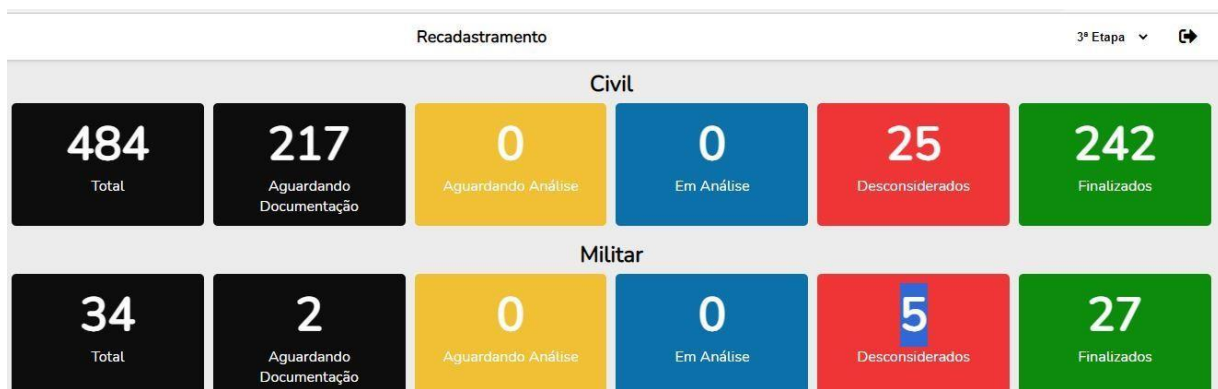 Recadastramento
3ª Etapa
Civil
484
Total
217
Aguardando
Documentação
0
Aguardando Análise
0
Em Análise
25
Desconsiderados
242
Finalizados
Militar
34
Total
2
Aguardando
Documentação
0
Aguardando Análise
0
Em Análise
5
Desconsiderados
27
Finalizados